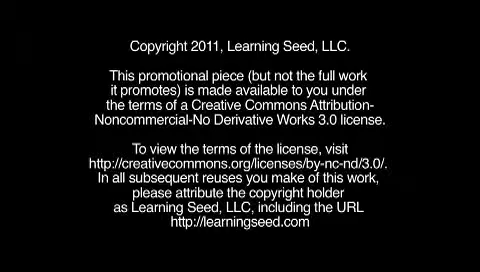 Copyright 2011, Learning Seed, LLC.
This promotional piece (but not the full work
it promotes) is made available to you under
the terms of a Creative Commons Attribution-
Noncommercial-No Derivative Works 3.0 license.
To view the terms of the license, visit
http://creativecommons.org/licenses/by-nc-nd/3.0/.
In all subsequent reuses you make of this work,
please attribute the copyright holder
as Learning Seed, LLC, including the URL
http://learningseed.com